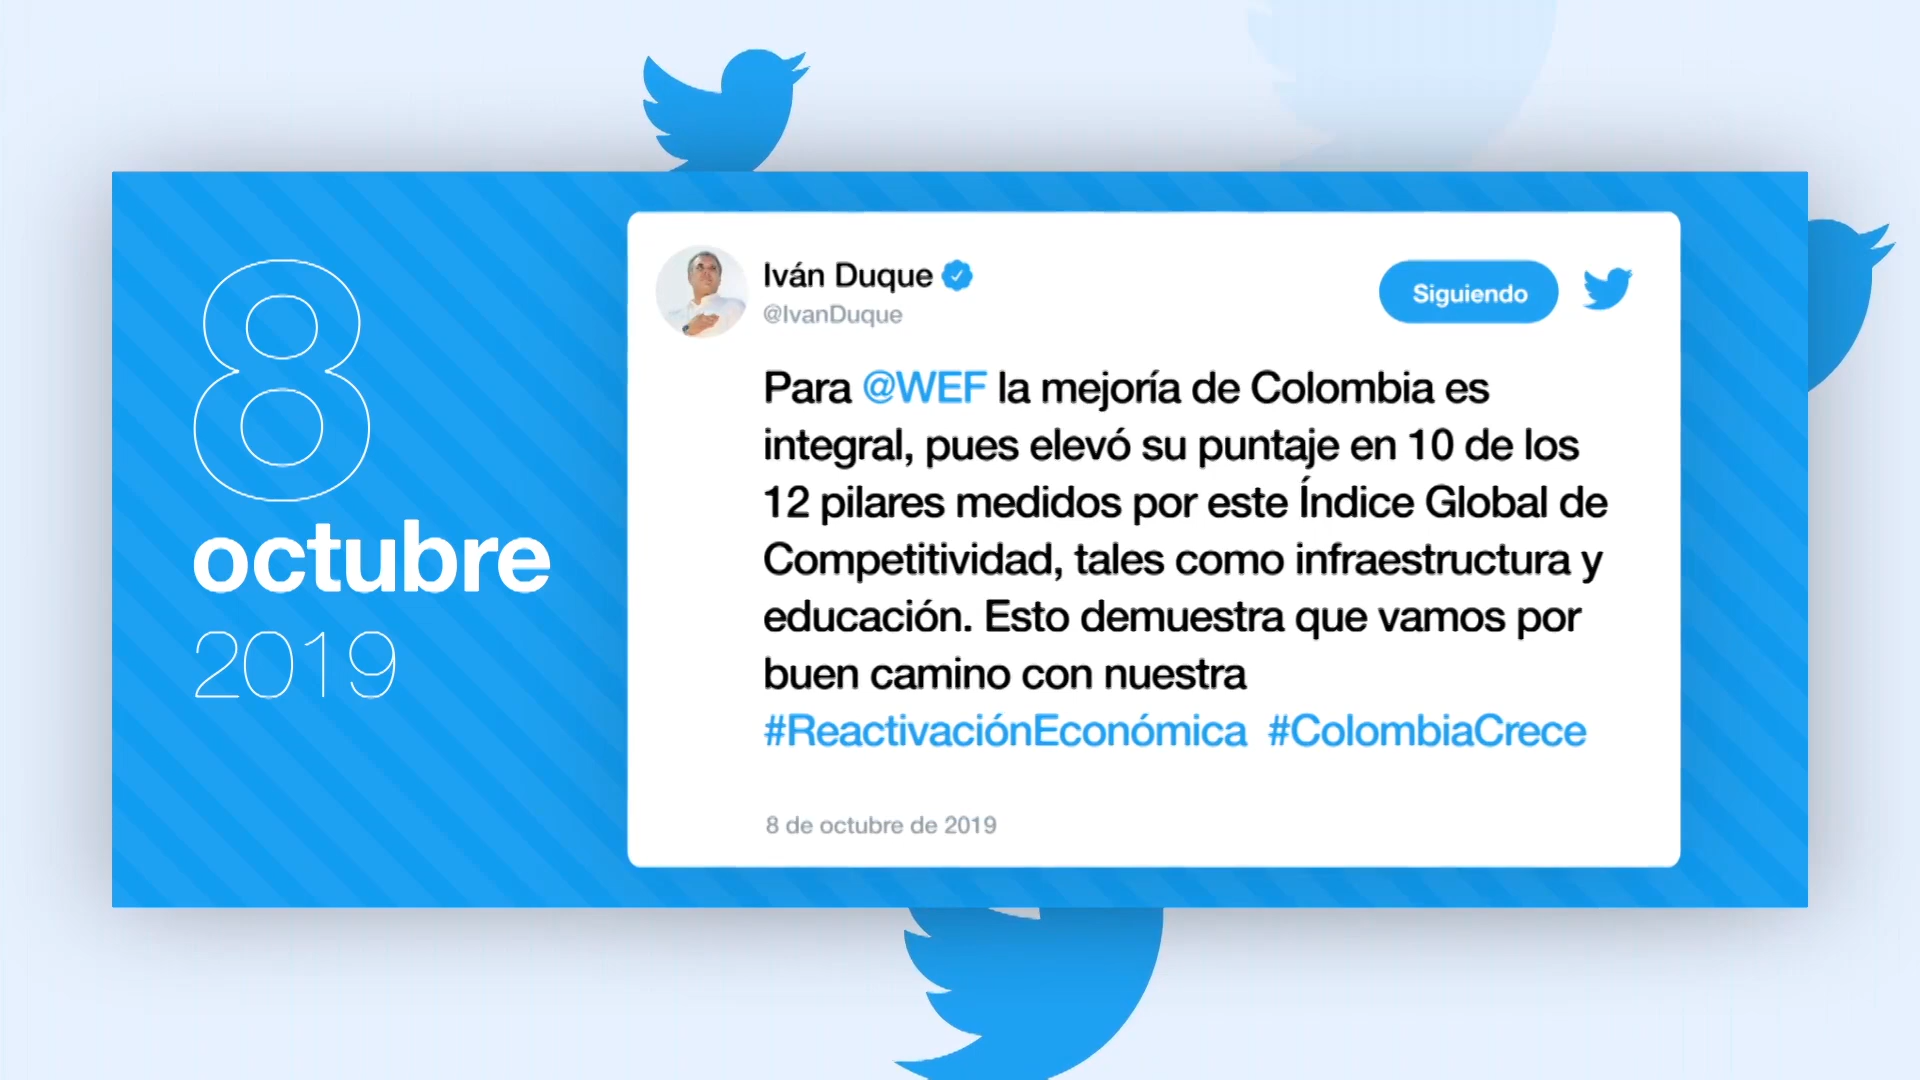 8
octubre
2019
Iván Duque
@IvanDuque
Siguiendo
Para @WEF la mejoría de Colombia es
integral, pues elevó su puntaje en 10 de los
12 pilares medidos por este Índice Global de
Competitividad, tales como infraestructura y
educación. Esto demuestra que vamos por
buen camino con nuestra
#ReactivaciónEconómica #ColombiaCrece
8 de octubre de 2019